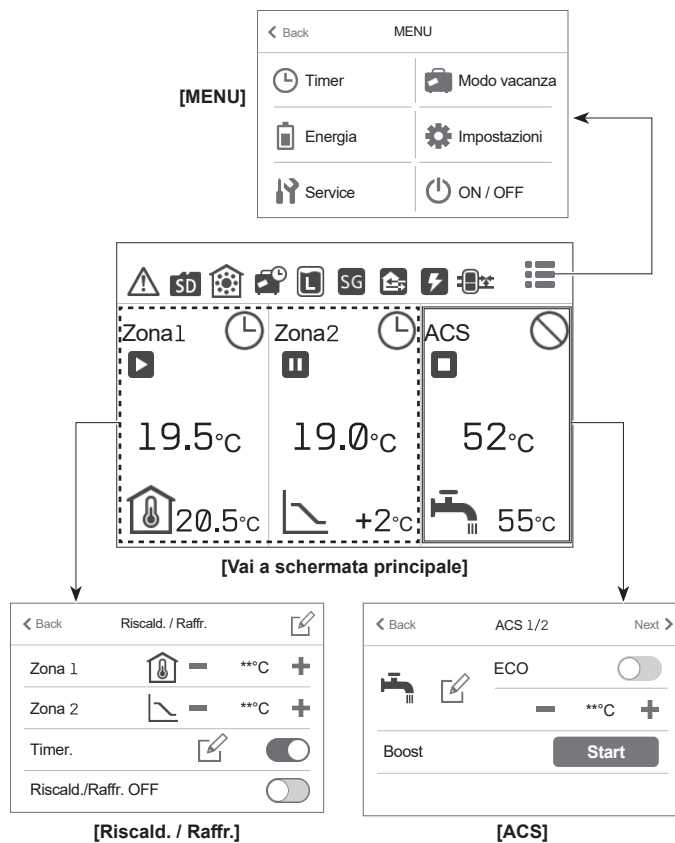 Back MENU
[MENU]
Timer Modo vacanza
Energia Impostazioni
Service ON / OFF
SD L SG
Zona1 Zona2 ACS
19.5°C 19.0°C 52°C
20.5°C +2°C 55°C
[Vai a schermata principale]
Back Riscald. / Raffr.
Zona 1 **°C
Zona 2 **°C
Timer.
Riscald./Raffr. OFF
[Riscald. / Raffr.]
Back ACS 1/2 Next
ECO
**°C
Boost Start
[ACS]